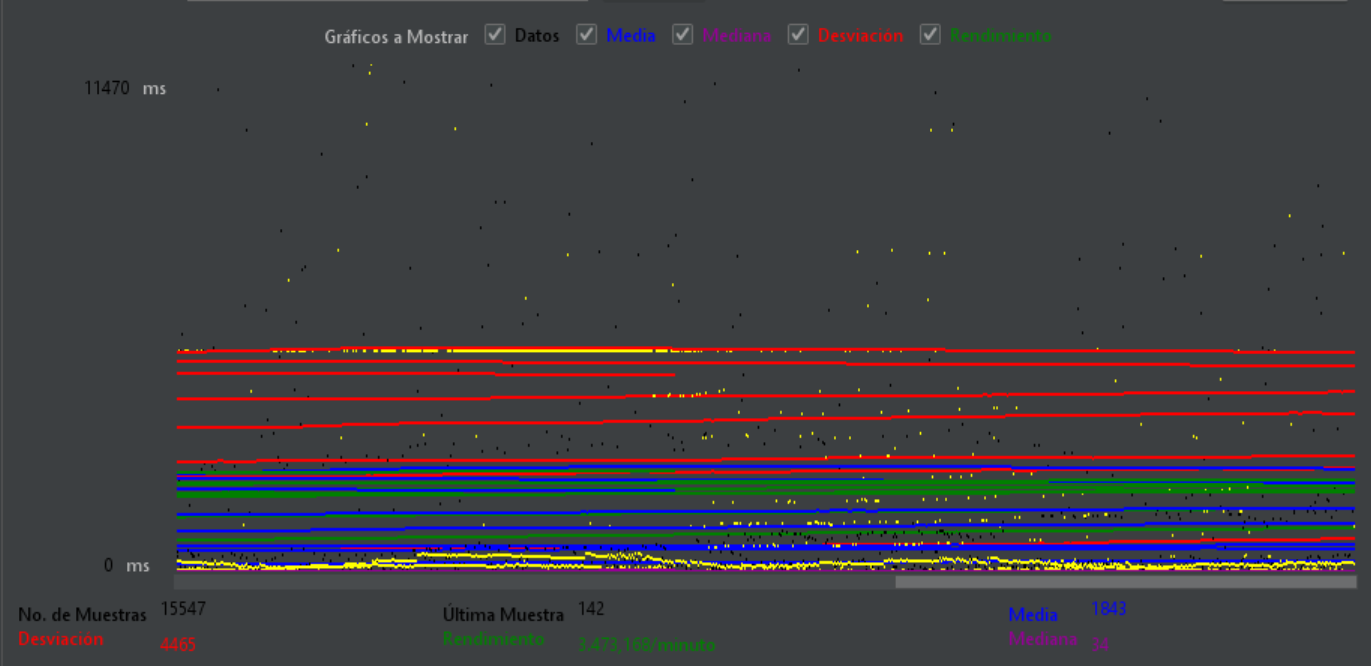 Gráficos a Mostrar Datos Media Mediana Desviación Rendimiento
11470 ms
0 ms
No. de Muestras 15547 Última Muestra 142 Media 1843
Desviación 4465 Rendimiento 3.473,168/minuto Mediana 34